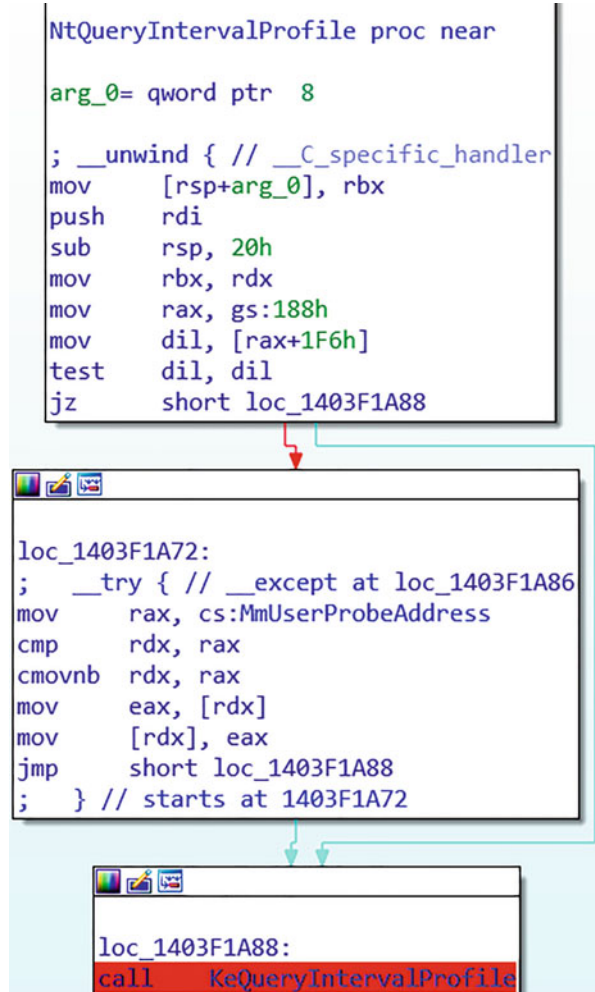 NtQueryIntervalProfile proc near
arg_0= qword ptr  8
; __unwind { // __C_specific_handler
mov     [rsp+arg_0], rbx
push    rdi
sub     rsp, 20h
mov     rbx, rdx
mov     rax, gs:188h
mov     dil, [rax+1F6h]
test    dil, dil
jz      short loc_1403F1A88
loc_1403F1A72:
;   __try { // __except at loc_1403F1A86
mov     rax, cs:MmUserProbeAddress
cmp     rdx, rax
cmovnb  rdx, rax
mov     eax, [rdx]
mov     [rdx], eax
jmp     short loc_1403F1A88
;   } // starts at 1403F1A72
loc_1403F1A88:
call    KeQueryIntervalProfile